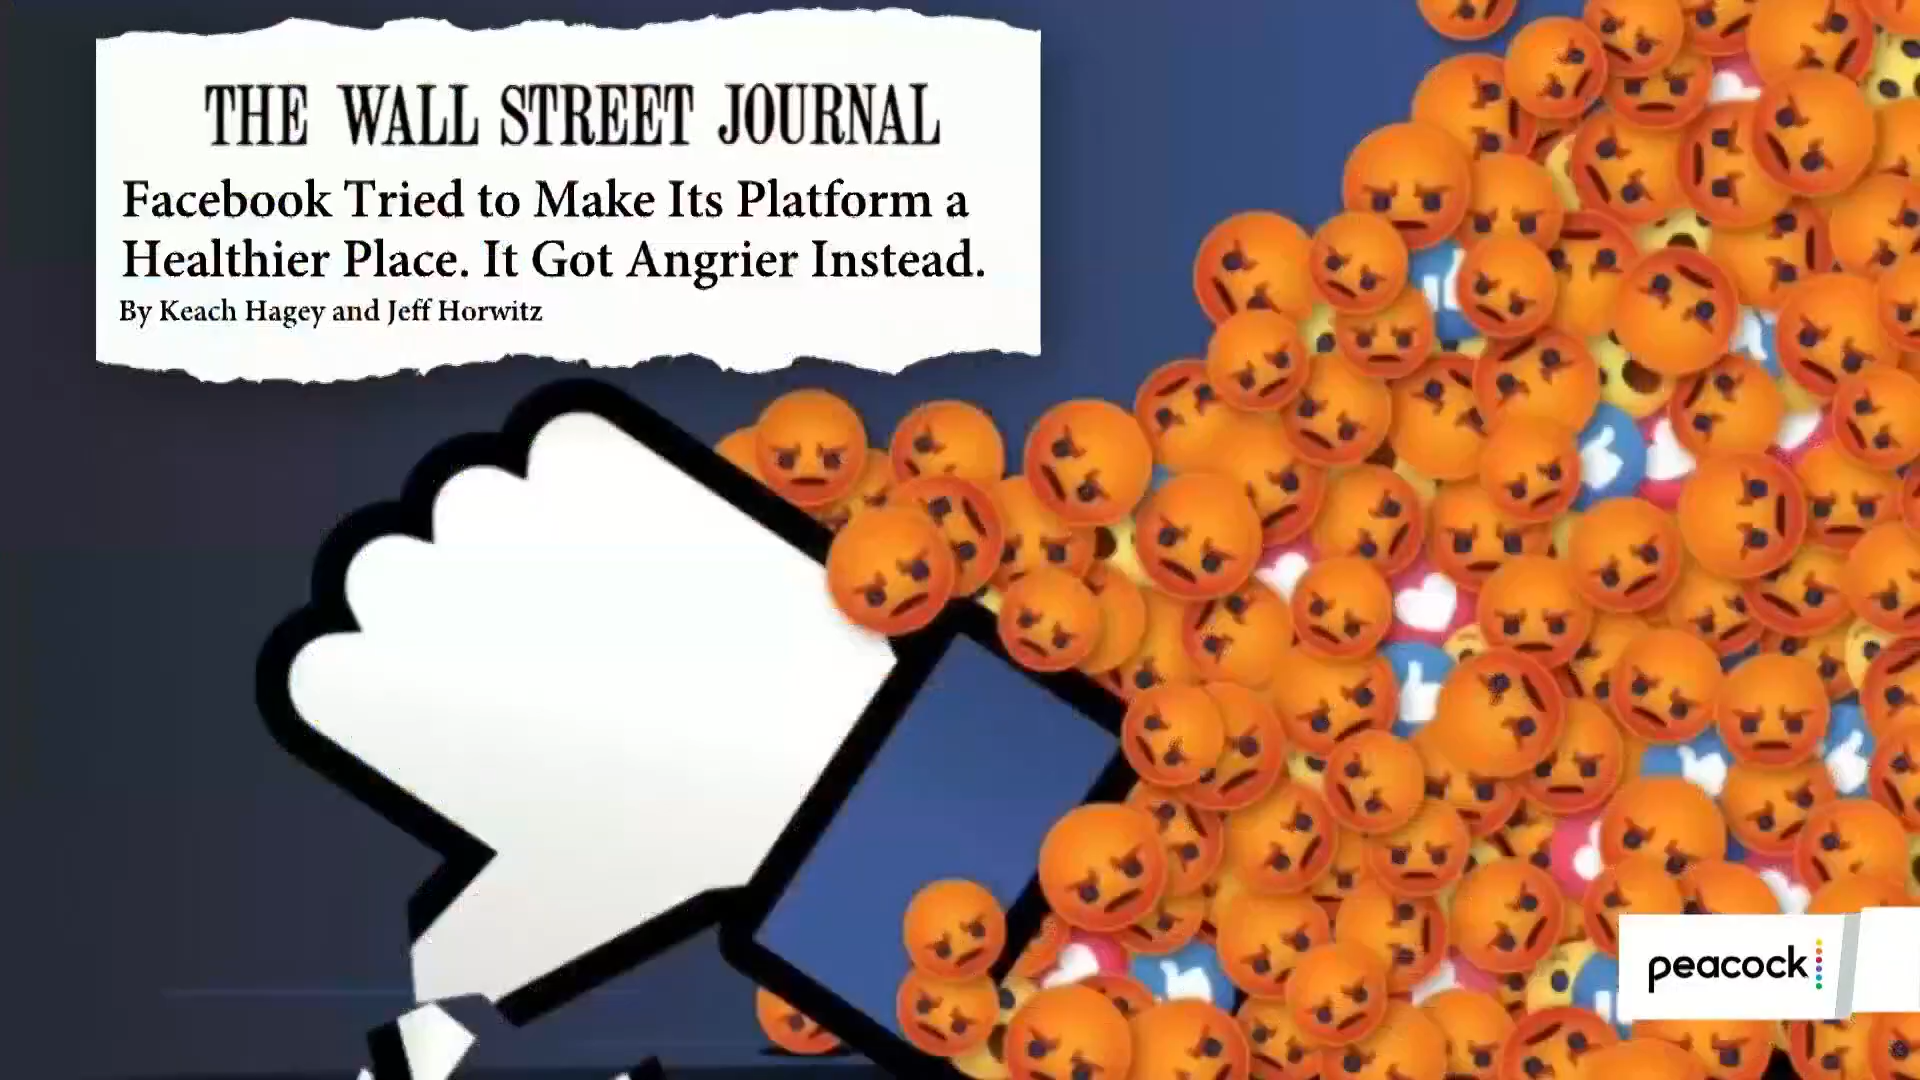 THE WALL STREET JOURNAL
Facebook Tried to Make Its Platform a
Healthier Place. It Got Angrier Instead.
By Keach Hagey and Jeff Horwitz
peacock